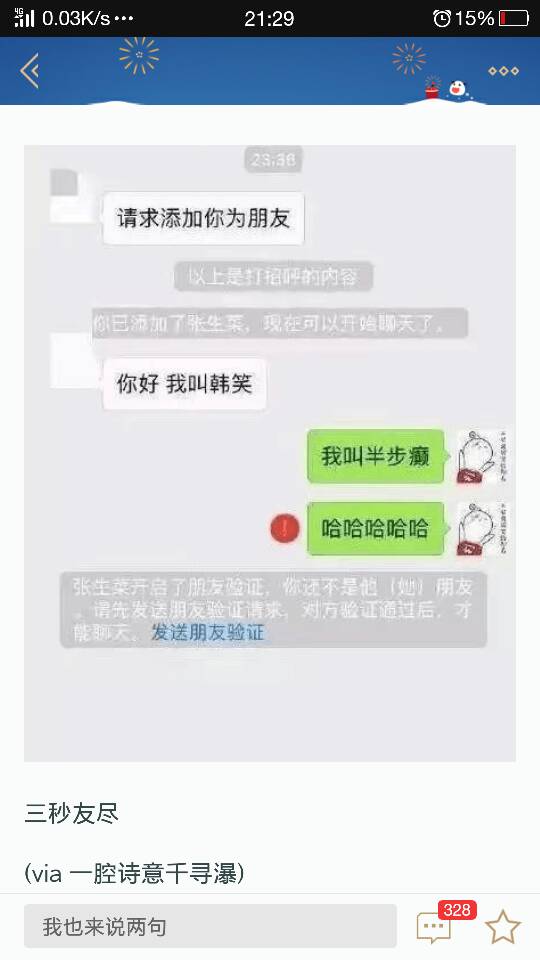 4G
0.03K/s
21:29
15%
23:36
请求添加你为朋友
以上是打招呼的内容
你已添加了张生菜，现在可以开始聊天了。
你好 我叫韩笑
我叫半步癫
哈哈哈哈哈
张生菜开启了朋友验证，你还不是他（她）朋友
。请先发送朋友验证请求，对方验证通过后，才
能聊天。发送朋友验证
三秒友尽
(via 一腔诗意千寻瀑)
我也来说两句
328